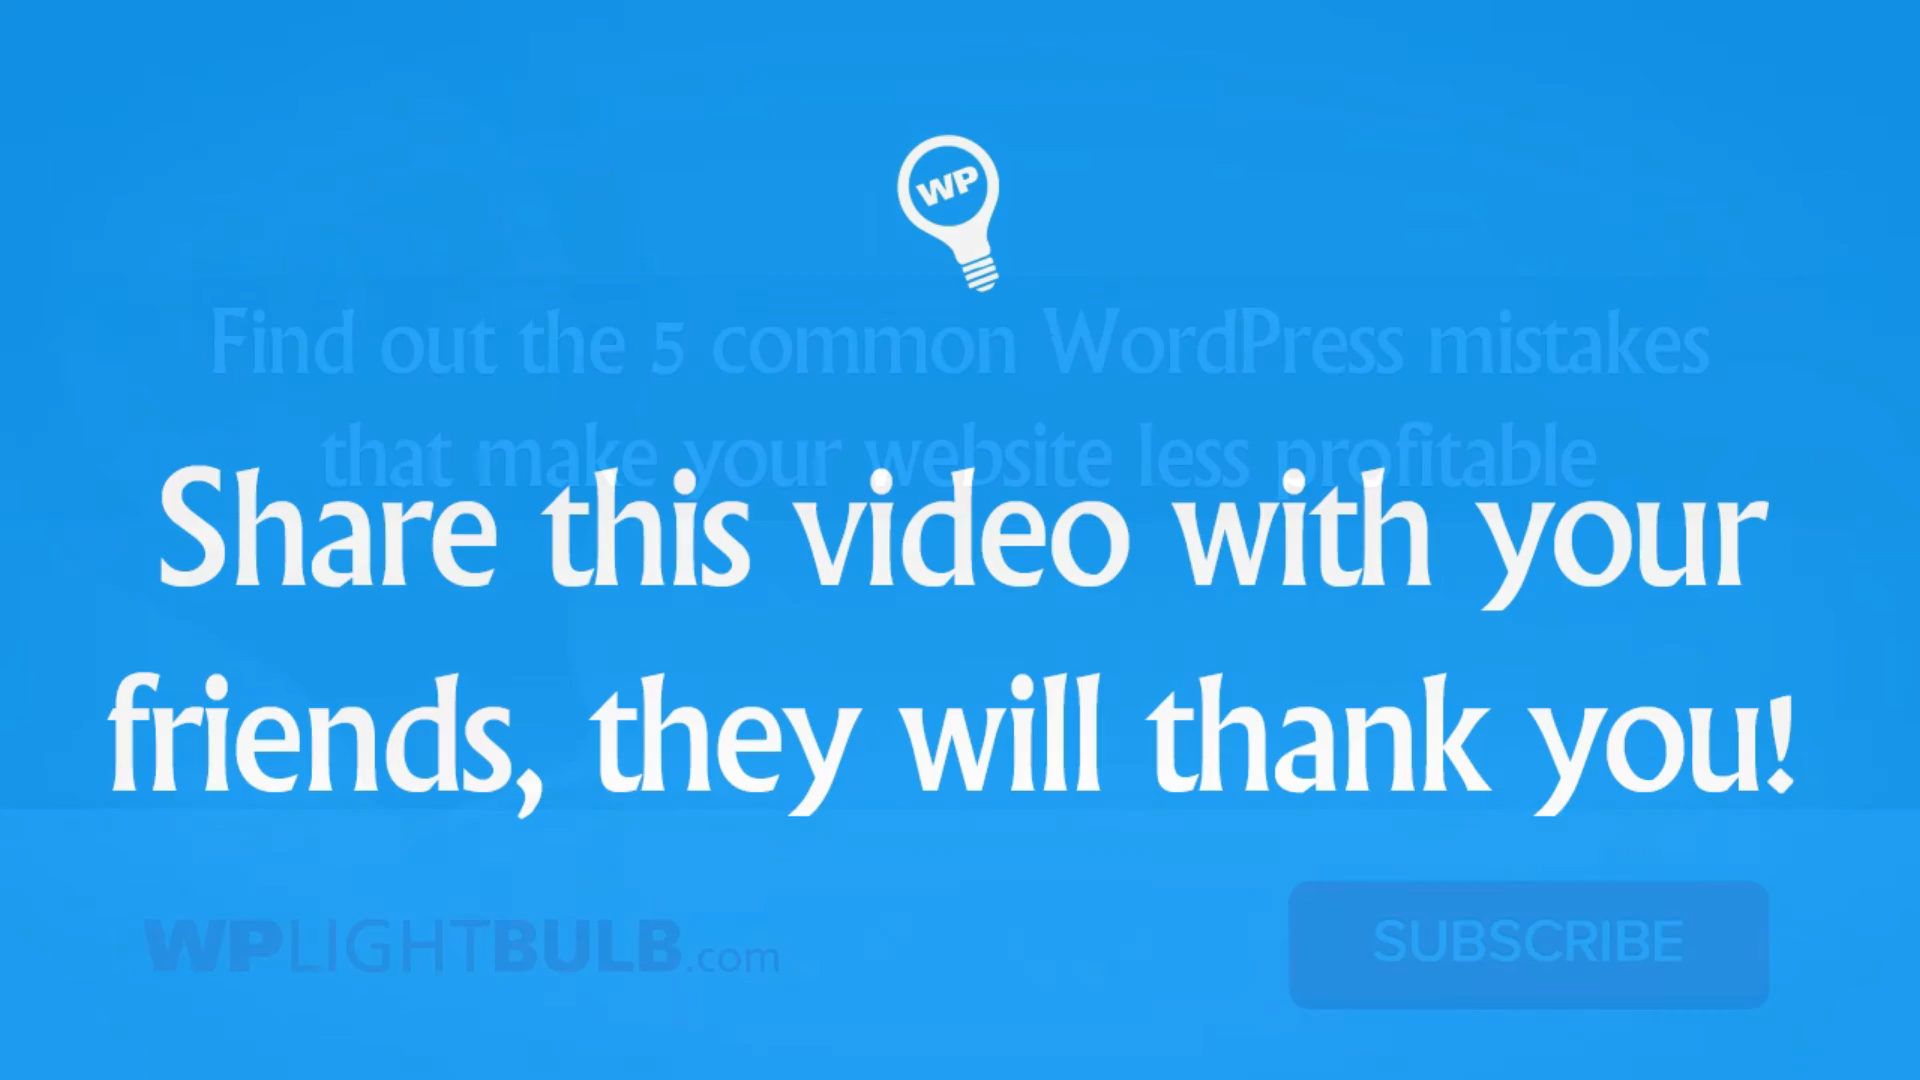 WP
Find out the 5 common WordPress mistakes
that make your website less profitable
Share this video with your
friends, they will thank you!
WPLIGHTBULB.com
SUBSCRIBE